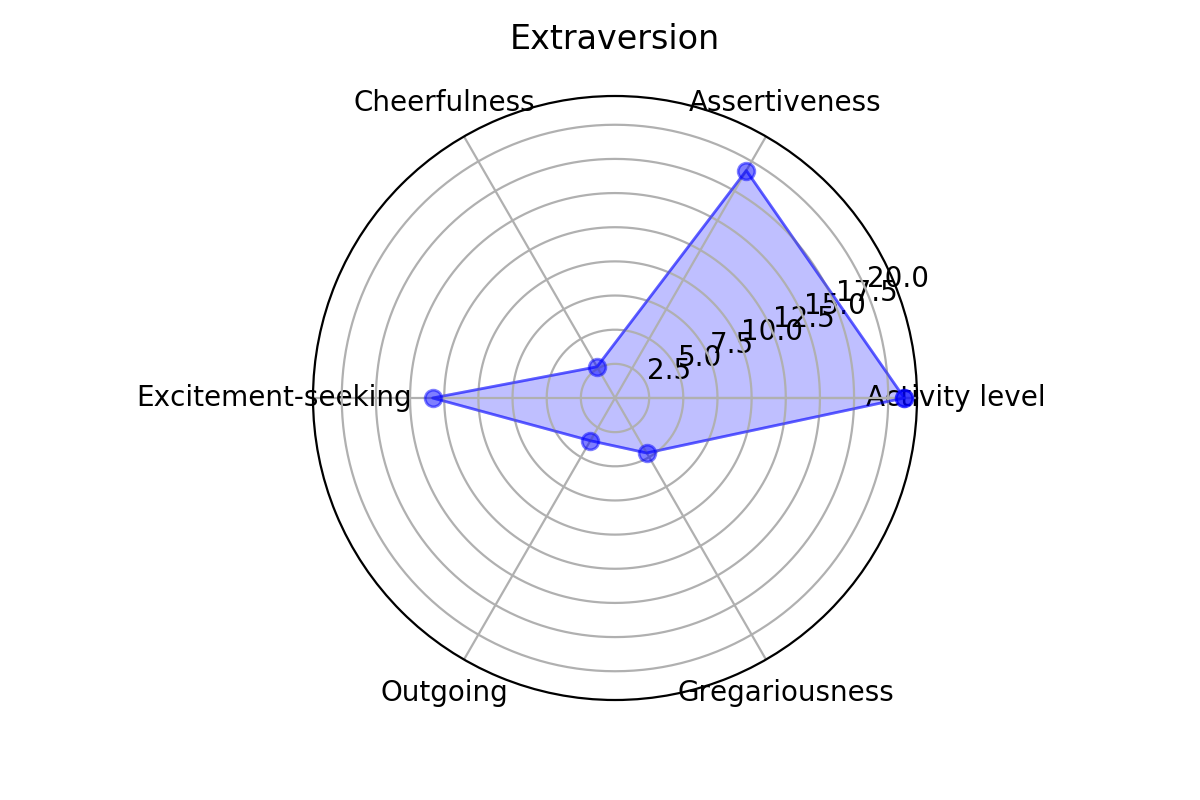 Extraversion
Cheerfulness
Assertiveness
20.0
17.5
15.0
12.5
10.0
7.5
5.0
2.5
Excitement-seeking
Activity level
Outgoing
Gregariousness